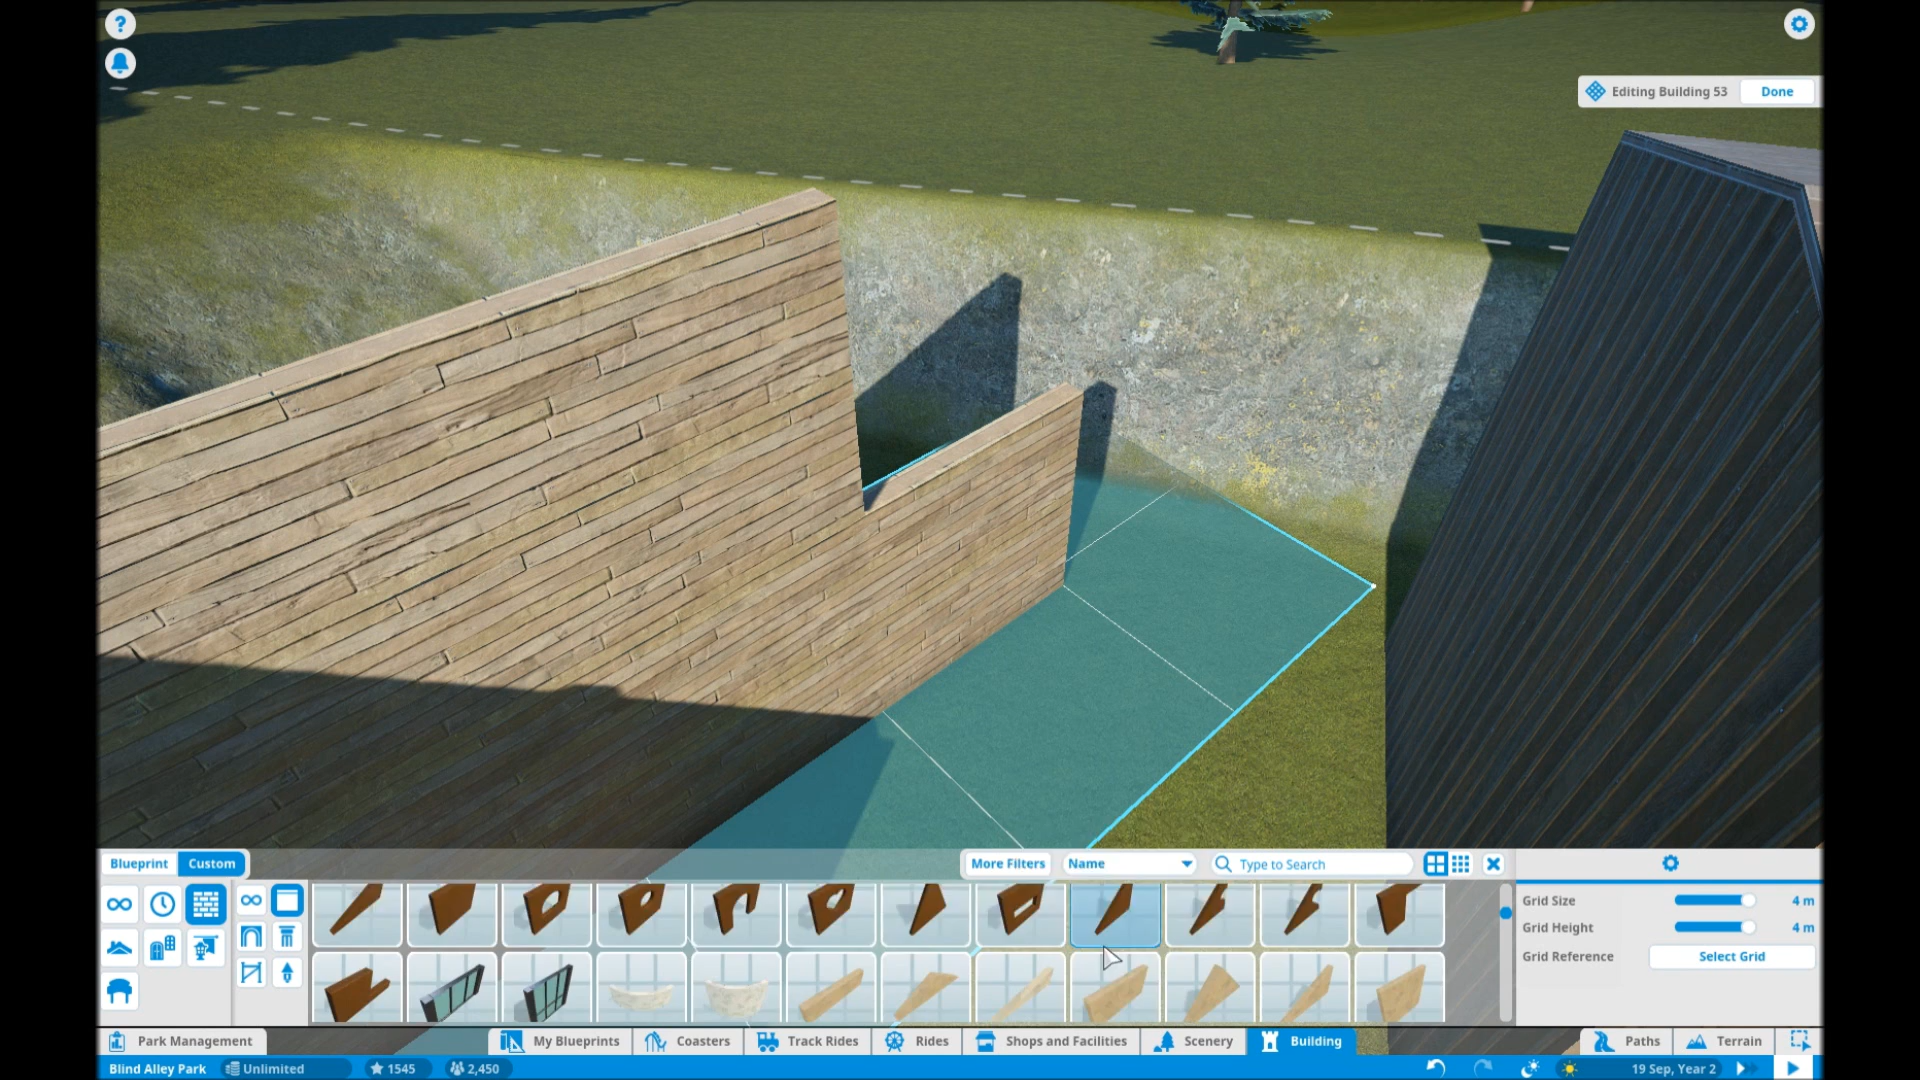 ?
Editing Building 53 Done
Blueprint Custom More Filters Name Type to Search
Grid Size 4 m
Grid Height 4 m
Grid Reference Select Grid
Park Management My Blueprints Coasters Track Rides Rides Shops and Facilities Scenery Building Paths Terrain
Blind Alley Park Unlimited 1545 2,450 19 Sep, Year 2